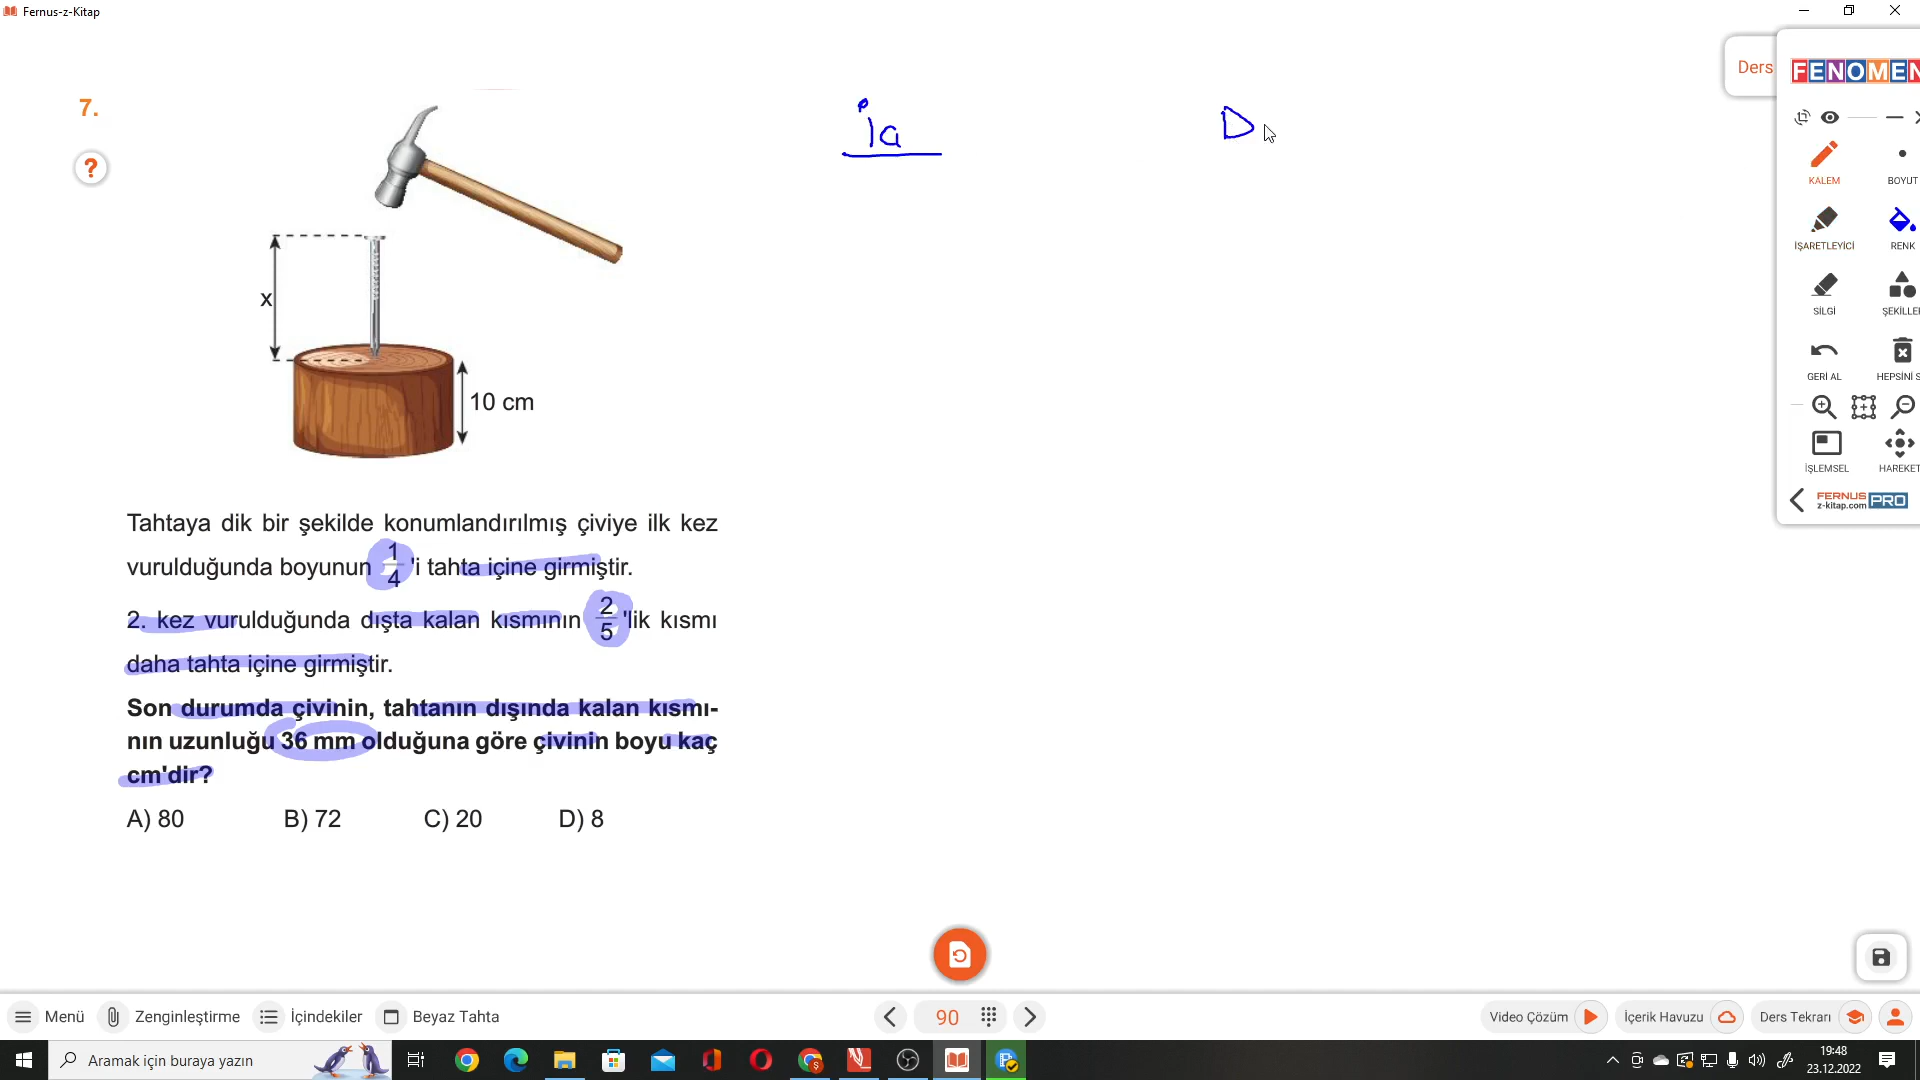 Fernus-z-Kitap
7.
?
x
10 cm
Tahtaya dik bir şekilde konumlandırılmış çiviye ilk kez
vurulduğunda boyunun 1/4 'i tahta içine girmiştir.
2. kez vurulduğunda dışta kalan kısmının 2/5 'lik kısmı
daha tahta içine girmiştir.
Son durumda çivinin, tahtanın dışında kalan kısmı-
nın uzunluğu 36 mm olduğuna göre çivinin boyu kaç
cm'dir?
A) 80 B) 72 C) 20 D) 8
D
Ders
FENOMEN
KALEM BOYUT
İŞARETLEYİCİ RENK
SİLGİ ŞEKİLLE
GERİ AL HEPSİNİ S
İŞLEMSEL HAREKET
FERNUS PRO
z-kitap.com
Menü Zenginleştirme İçindekiler Beyaz Tahta 90 Video Çözüm İçerik Havuzu Ders Tekrarı
Aramak için buraya yazın
19:48
23.12.2022